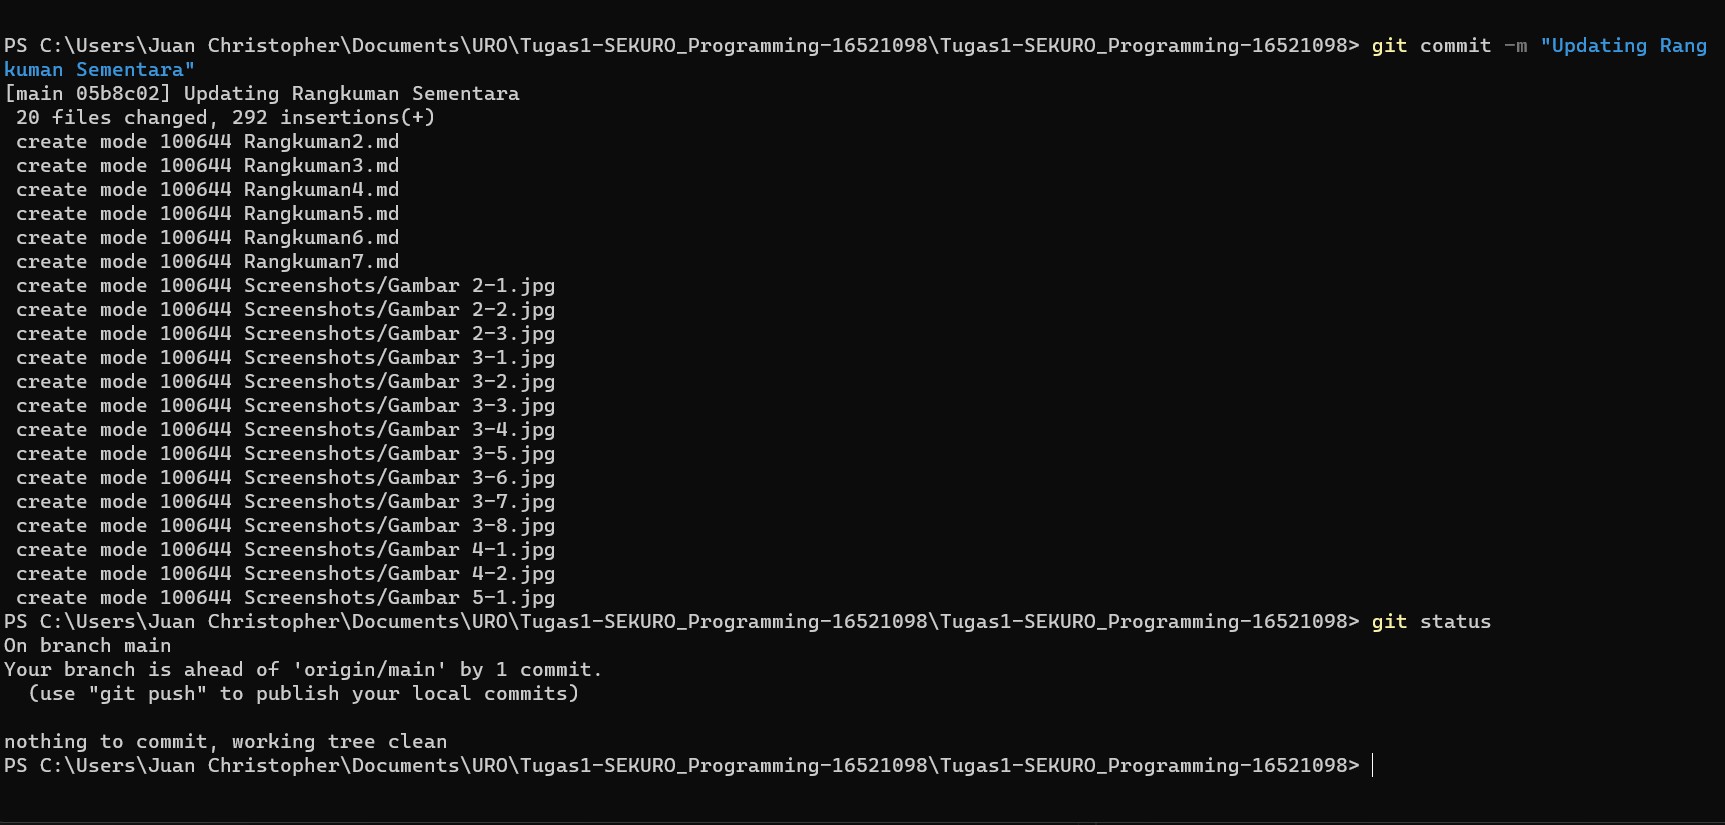 PS C:\Users\Juan Christopher\Documents\URO\Tugas1-SEKURO_Programming-16521098\Tugas1-SEKURO_Programming-16521098> git commit -m "Updating Rang
kuman Sementara"
[main 05b8c02] Updating Rangkuman Sementara
 20 files changed, 292 insertions(+)
 create mode 100644 Rangkuman2.md
 create mode 100644 Rangkuman3.md
 create mode 100644 Rangkuman4.md
 create mode 100644 Rangkuman5.md
 create mode 100644 Rangkuman6.md
 create mode 100644 Rangkuman7.md
 create mode 100644 Screenshots/Gambar 2-1.jpg
 create mode 100644 Screenshots/Gambar 2-2.jpg
 create mode 100644 Screenshots/Gambar 2-3.jpg
 create mode 100644 Screenshots/Gambar 3-1.jpg
 create mode 100644 Screenshots/Gambar 3-2.jpg
 create mode 100644 Screenshots/Gambar 3-3.jpg
 create mode 100644 Screenshots/Gambar 3-4.jpg
 create mode 100644 Screenshots/Gambar 3-5.jpg
 create mode 100644 Screenshots/Gambar 3-6.jpg
 create mode 100644 Screenshots/Gambar 3-7.jpg
 create mode 100644 Screenshots/Gambar 3-8.jpg
 create mode 100644 Screenshots/Gambar 4-1.jpg
 create mode 100644 Screenshots/Gambar 4-2.jpg
 create mode 100644 Screenshots/Gambar 5-1.jpg
PS C:\Users\Juan Christopher\Documents\URO\Tugas1-SEKURO_Programming-16521098\Tugas1-SEKURO_Programming-16521098> git status
On branch main
Your branch is ahead of 'origin/main' by 1 commit.
  (use "git push" to publish your local commits)

nothing to commit, working tree clean
PS C:\Users\Juan Christopher\Documents\URO\Tugas1-SEKURO_Programming-16521098\Tugas1-SEKURO_Programming-16521098>